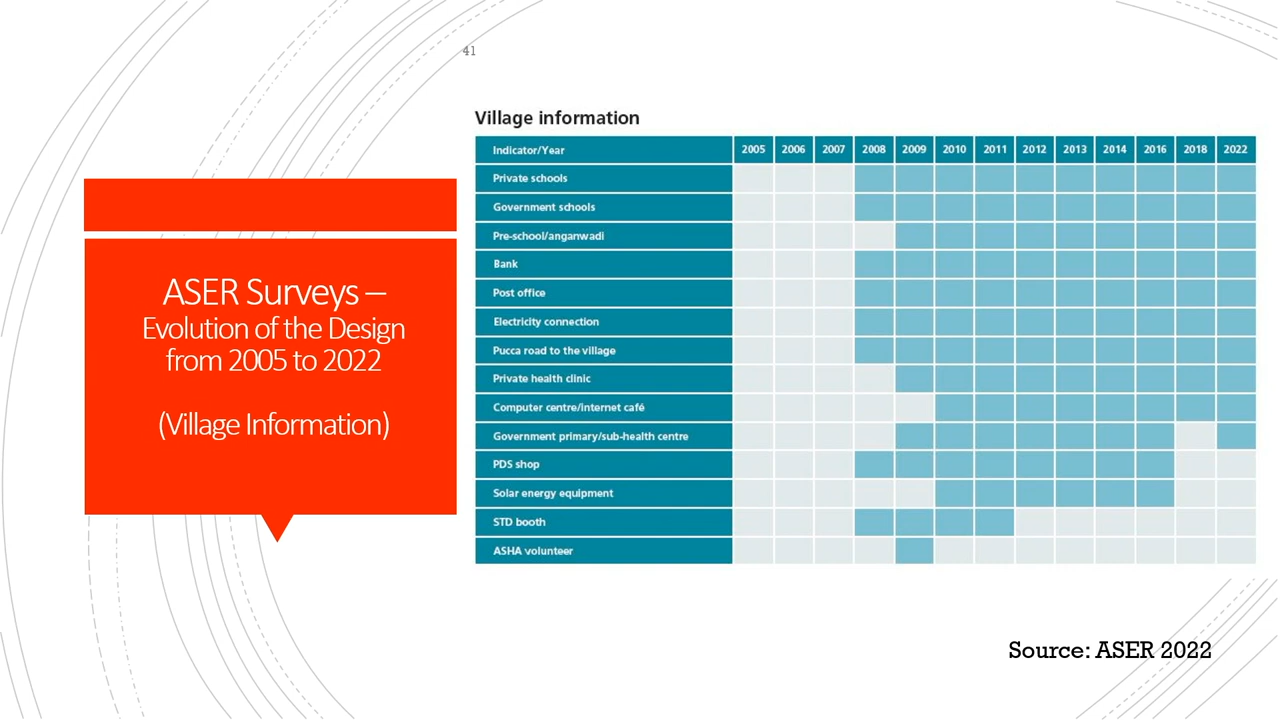 41
ASER Surveys –
Evolution of the Design
from 2005 to 2022
(Village Information)
Village information
Indicator/Year 2005 2006 2007 2008 2009 2010 2011 2012 2013 2014 2016 2018 2022
Private schools
Government schools
Pre-school/anganwadi
Bank
Post office
Electricity connection
Pucca road to the village
Private health clinic
Computer centre/internet café
Government primary/sub-health centre
PDS shop
Solar energy equipment
STD booth
ASHA volunteer
Source: ASER 2022